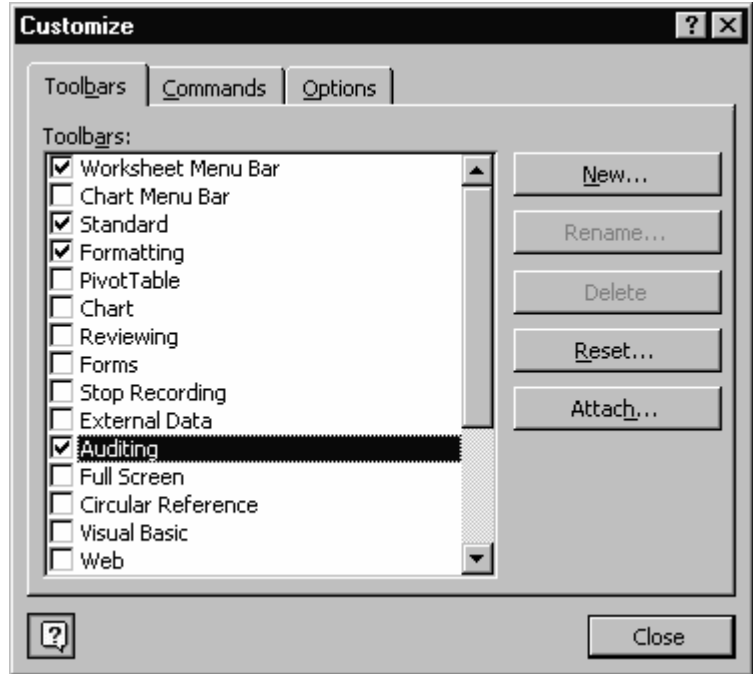 Customize
Toolbars Commands Options
Toolbars:
Worksheet Menu Bar
Chart Menu Bar
Standard
Formatting
PivotTable
Chart
Reviewing
Forms
Stop Recording
External Data
Auditing
Full Screen
Circular Reference
Visual Basic
Web
New...
Rename...
Delete
Reset...
Attach...
Close